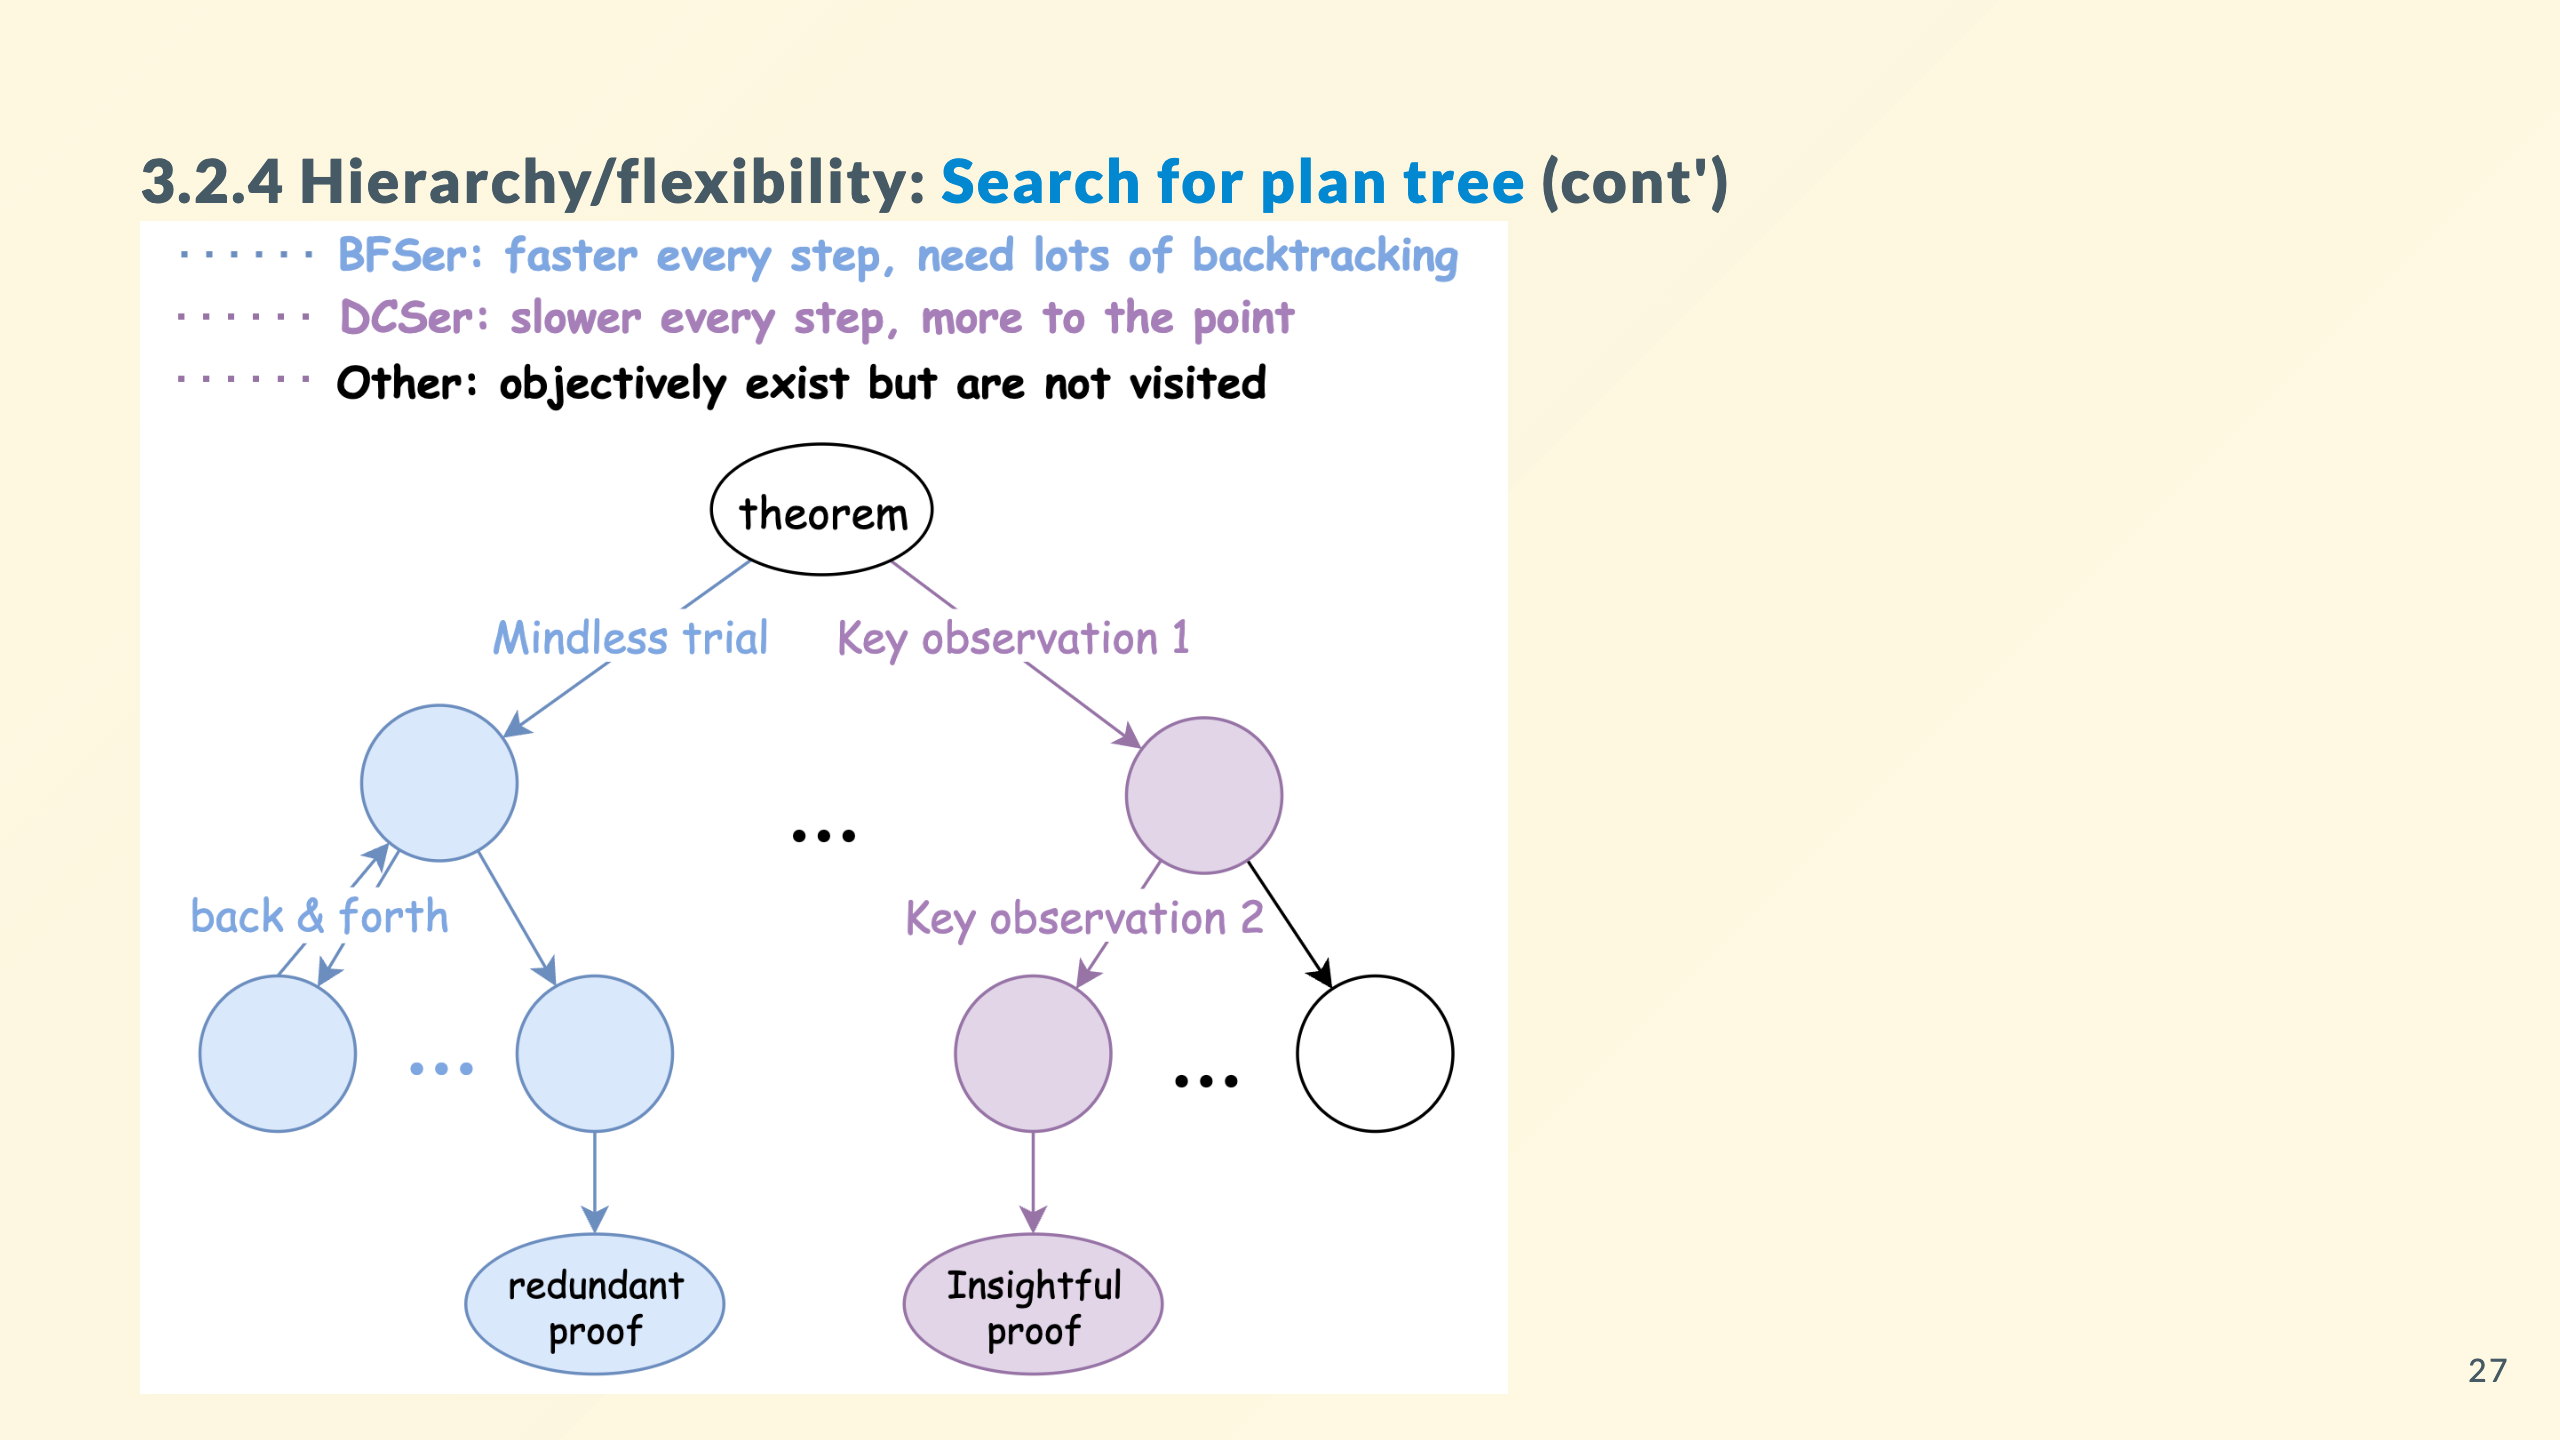 3.2.4 Hierarchy/flexibility: Search for plan tree (cont')
BFSer: faster every step, need lots of backtracking
DCSer: slower every step, more to the point
Other: objectively exist but are not visited
theorem
Mindless trial
Key observation 1
...
back & forth
Key observation 2
...
...
redundant
proof
Insightful
proof
27